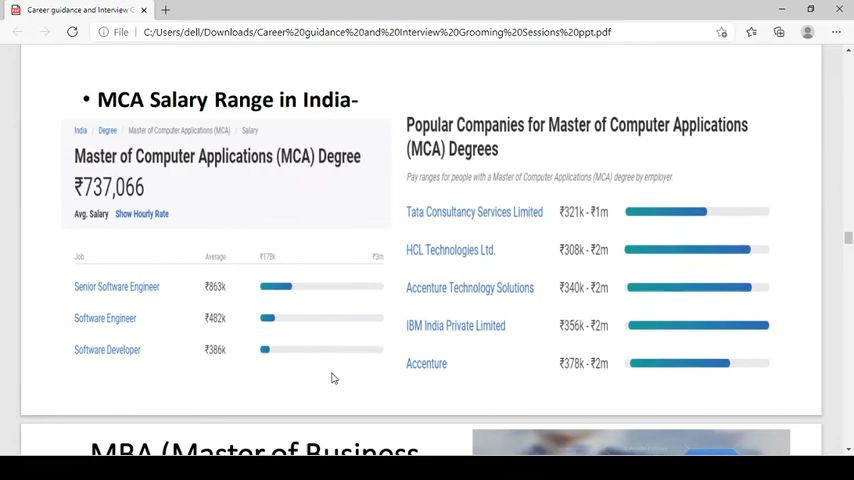 Career guidance and Interview G
File
C:/Users/dell/Downloads/Career%20guidance%20and%20Interview%20Grooming%20Sessions%20ppt.pdf
• MCA Salary Range in India-
India / Degree / Master of Computer Applications (MCA) / Salary
Master of Computer Applications (MCA) Degree
₹737,066
Avg. Salary Show Hourly Rate
Job Average ₹178k ₹3m
Senior Software Engineer ₹863k
Software Engineer ₹482k
Software Developer ₹386k
Popular Companies for Master of Computer Applications
(MCA) Degrees
Pay ranges for people with a Master of Computer Applications (MCA) degree by employer.
Tata Consultancy Services Limited ₹321k - ₹1m
HCL Technologies Ltd. ₹308k - ₹2m
Accenture Technology Solutions ₹340k - ₹2m
IBM India Private Limited ₹356k - ₹2m
Accenture ₹378k - ₹2m
MBA (Master of Business